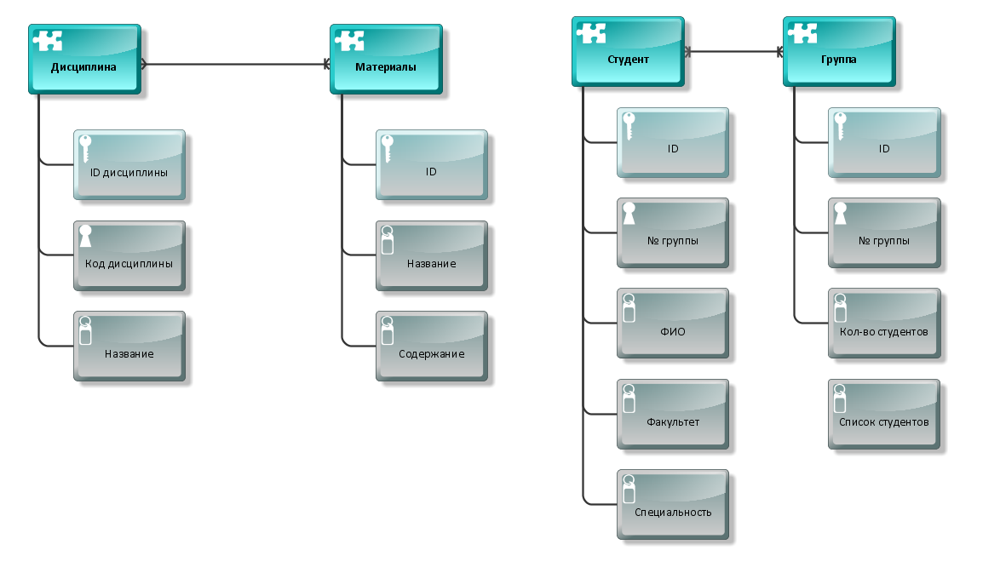 Дисциплина
ID дисциплины
Код дисциплины
Название
Материалы
ID
Название
Содержание
Студент
ID
№ группы
ФИО
Факультет
Специальность
Группа
ID
№ группы
Кол-во студентов
Список студентов